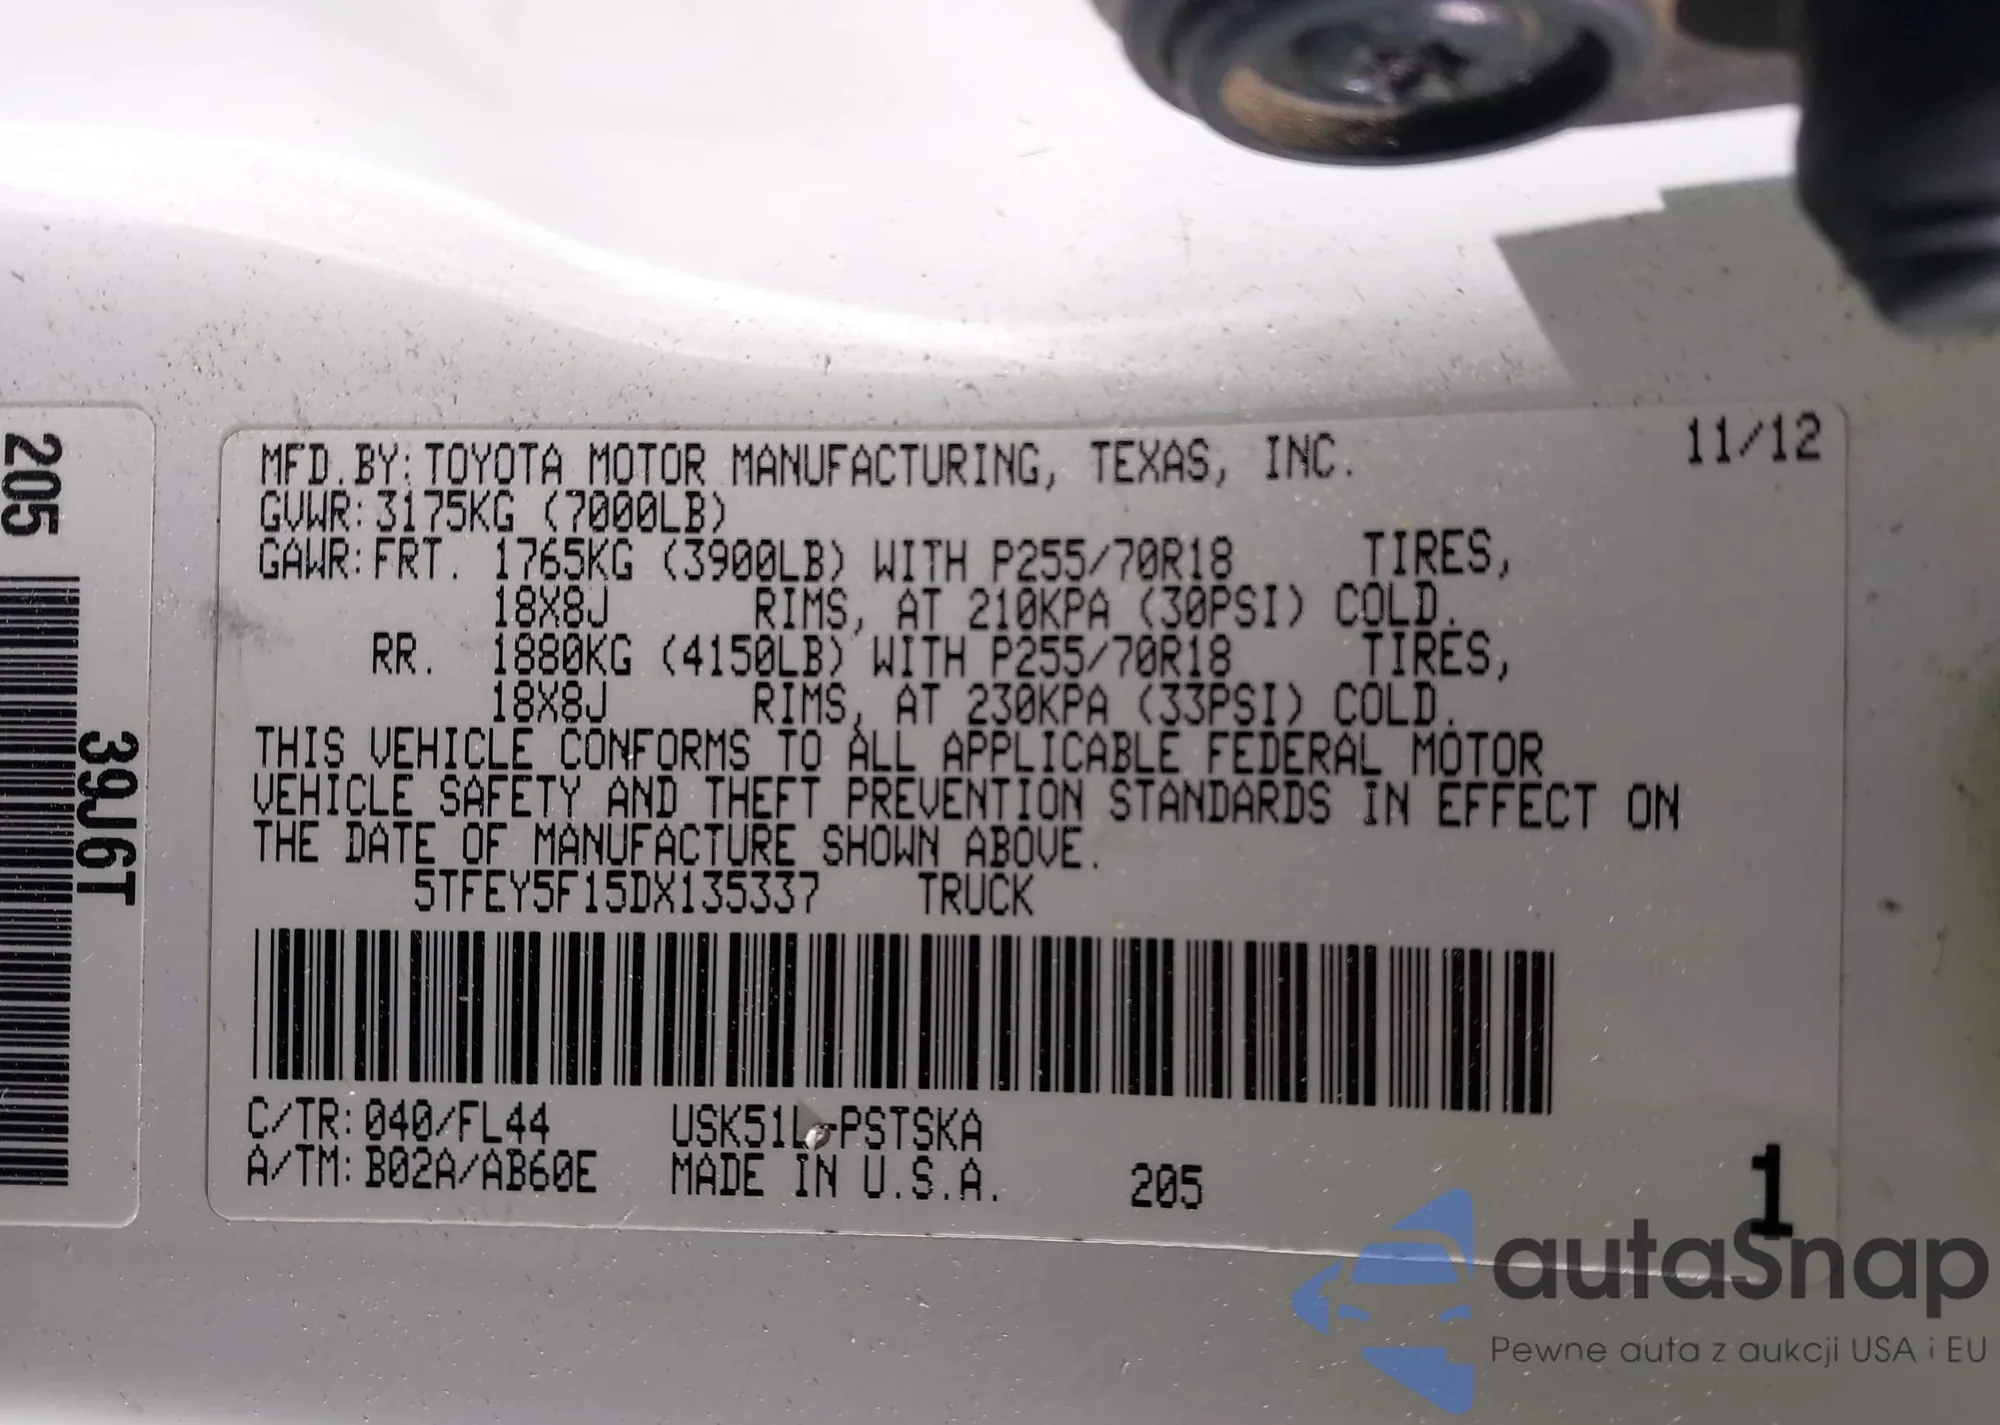 205
39J6T
MFD.BY: TOYOTA MOTOR MANUFACTURING, TEXAS, INC. 11/12
GVWR: 3175KG (7000LB)
GAWR: FRT. 1765KG (3900LB) WITH P255/70R18 TIRES,
18X8J RIMS, AT 210KPA (30PSI) COLD.
RR. 1880KG (4150LB) WITH P255/70R18 TIRES,
18X8J RIMS, AT 230KPA (33PSI) COLD.
THIS VEHICLE CONFORMS TO ALL APPLICABLE FEDERAL MOTOR
VEHICLE SAFETY AND THEFT PREVENTION STANDARDS IN EFFECT ON
THE DATE OF MANUFACTURE SHOWN ABOVE.
5TFEY5F15DX135337 TRUCK
C/TR: 040/FL44 USK51L-PSTSKA
A/TM: B02A/AB60E MADE IN U.S.A. 205
1
autaSnap
Pewne auta z aukcji USA i EU